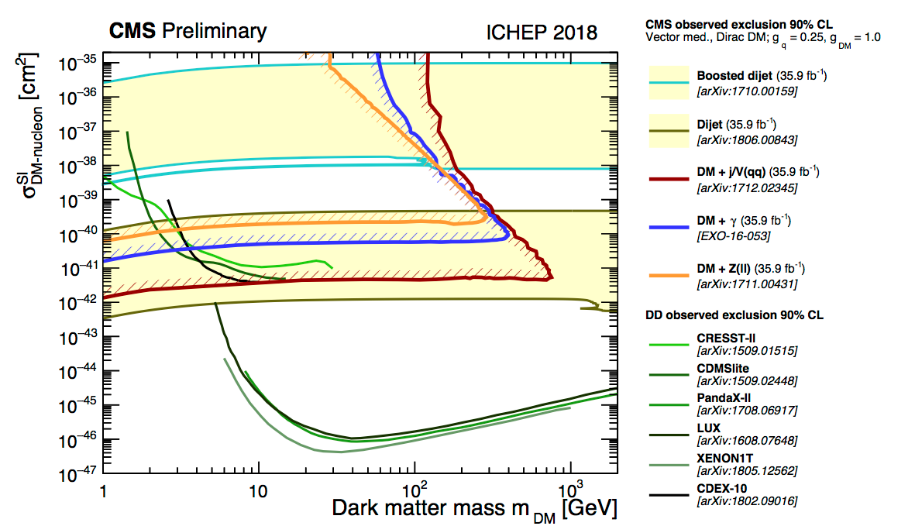 CMS Preliminary
ICHEP 2018
σ^SI_DM-nucleon [cm²]
10⁻³⁵
10⁻³⁶
10⁻³⁷
10⁻³⁸
10⁻³⁹
10⁻⁴⁰
10⁻⁴¹
10⁻⁴²
10⁻⁴³
10⁻⁴⁴
10⁻⁴⁵
10⁻⁴⁶
10⁻⁴⁷
1 10 10² 10³
Dark matter mass m_DM [GeV]
CMS observed exclusion 90% CL
Vector med., Dirac DM; g_q = 0.25, g_DM = 1.0
Boosted dijet (35.9 fb⁻¹)
[arXiv:1710.00159]
Dijet (35.9 fb⁻¹)
[arXiv:1806.00843]
DM + j/V(qq) (35.9 fb⁻¹)
[arXiv:1712.02345]
DM + γ (35.9 fb⁻¹)
[EXO-16-053]
DM + Z(ll) (35.9 fb⁻¹)
[arXiv:1711.00431]
DD observed exclusion 90% CL
CRESST-II
[arXiv:1509.01515]
CDMSlite
[arXiv:1509.02448]
PandaX-II
[arXiv:1708.06917]
LUX
[arXiv:1608.07648]
XENON1T
[arXiv:1805.12562]
CDEX-10
[arXiv:1802.09016]